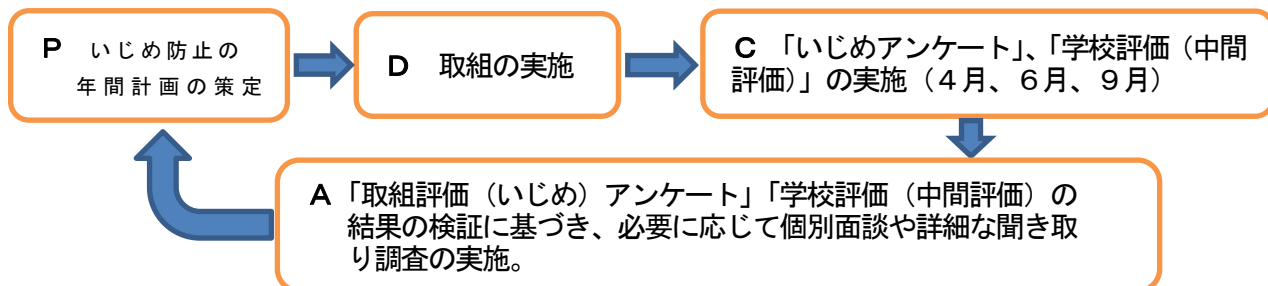 P いじめ防止の
年間計画の策定
D 取組の実施
C 「いじめアンケート」、「学校評価（中間
評価）」の実施（４月、６月、９月）
A 「取組評価（いじめ）アンケート」「学校評価（中間評価）の
結果の検証に基づき、必要に応じて個別面談や詳細な聞き取
り調査の実施。